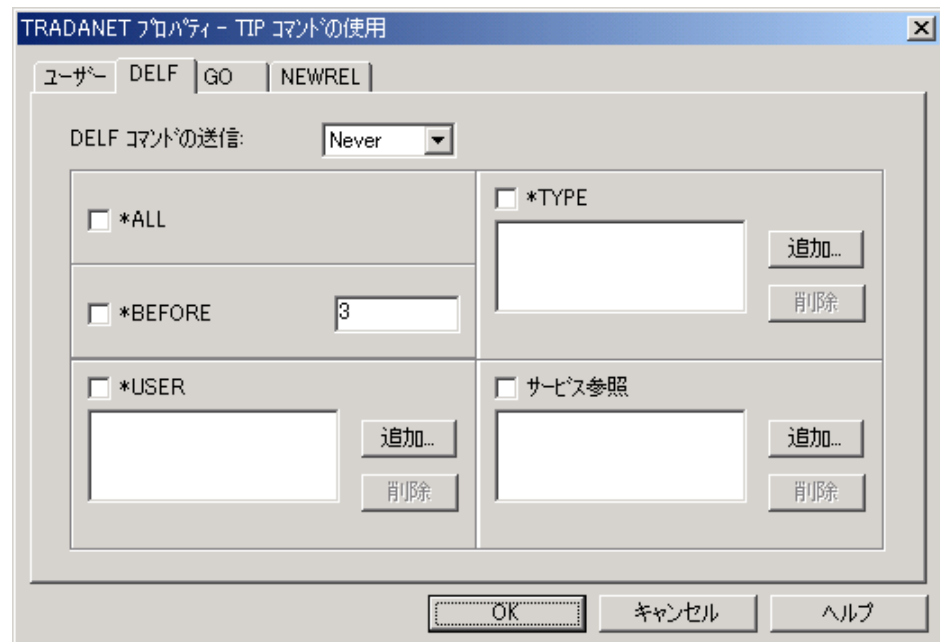 TRADANET プロパティ - TIP コマンドの使用
ユーザー DELF GO NEWREL
DELF コマンドの送信: Never
*ALL
*BEFORE 3
*TYPE
追加...
削除
*USER
追加...
削除
サービス参照
追加...
削除
OK キャンセル ヘルプ